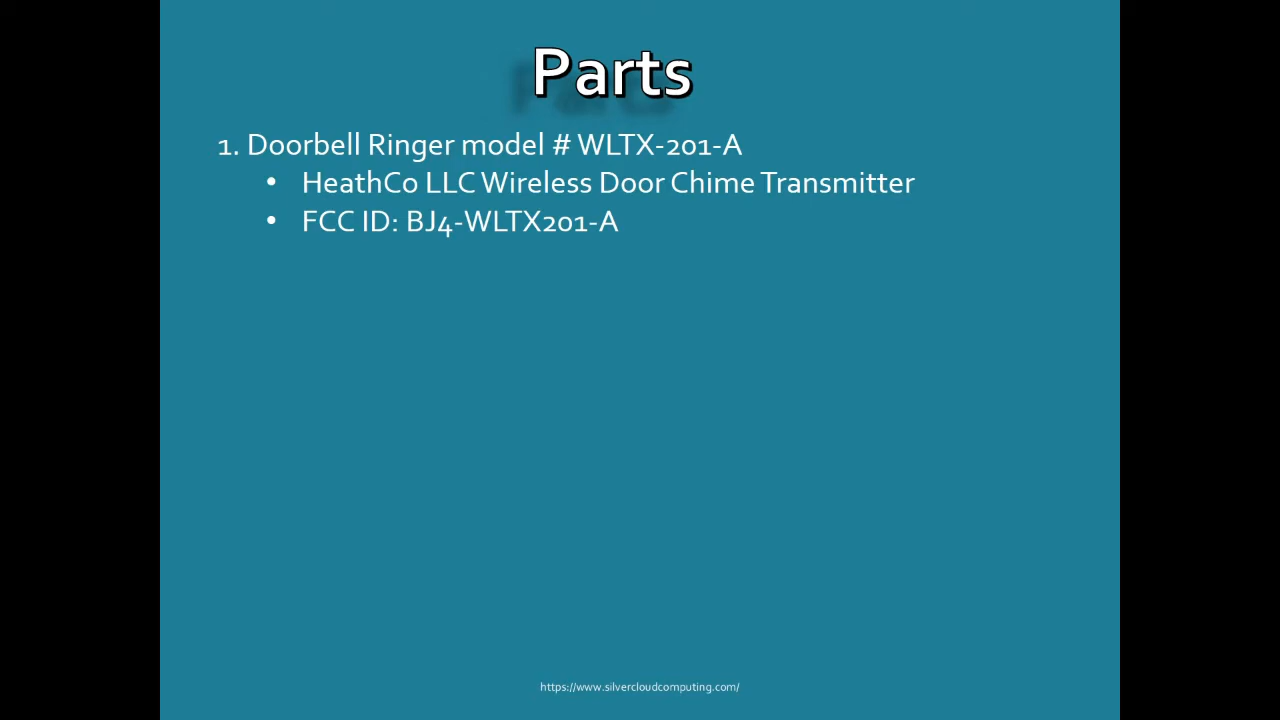 Parts
1. Doorbell Ringer model # WLTX-201-A
• HeathCo LLC Wireless Door Chime Transmitter
• FCC ID: BJ4-WLTX201-A
https://www.silvercloudcomputing.com/